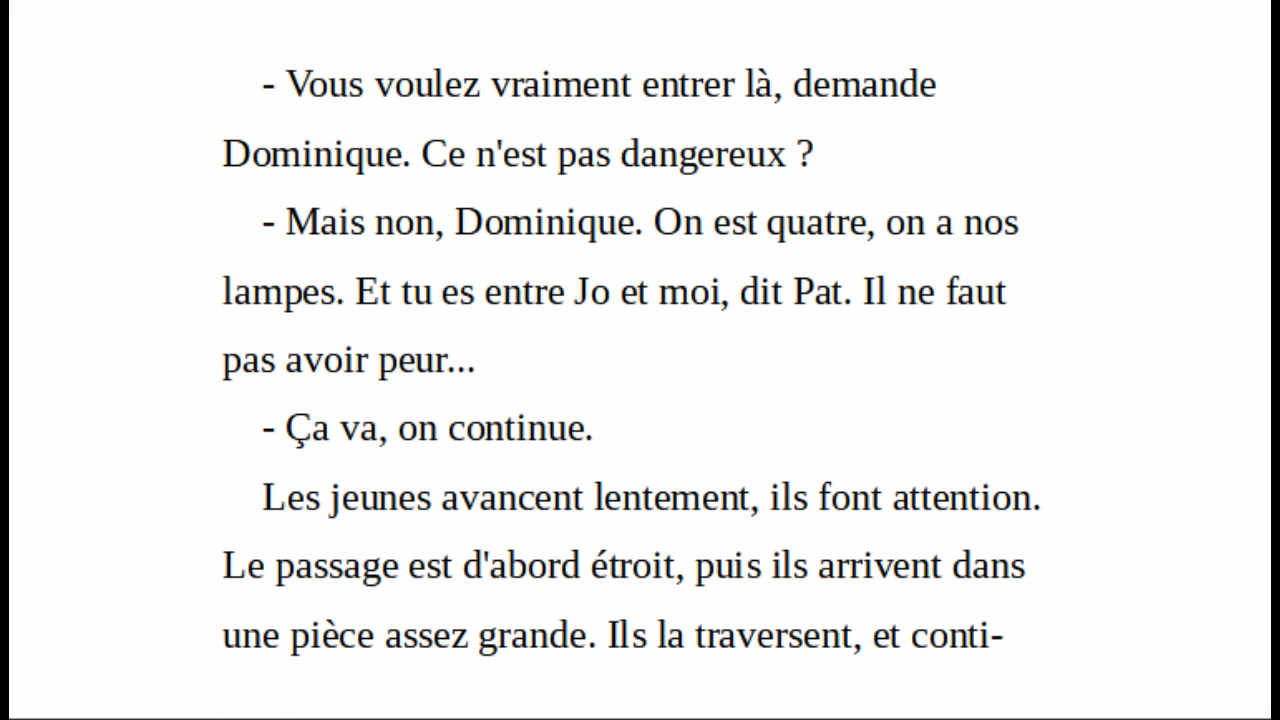 - Vous voulez vraiment entrer là, demande
Dominique. Ce n'est pas dangereux ?
- Mais non, Dominique. On est quatre, on a nos
lampes. Et tu es entre Jo et moi, dit Pat. Il ne faut
pas avoir peur...
- Ça va, on continue.
Les jeunes avancent lentement, ils font attention.
Le passage est d'abord étroit, puis ils arrivent dans
une pièce assez grande. Ils la traversent, et conti-